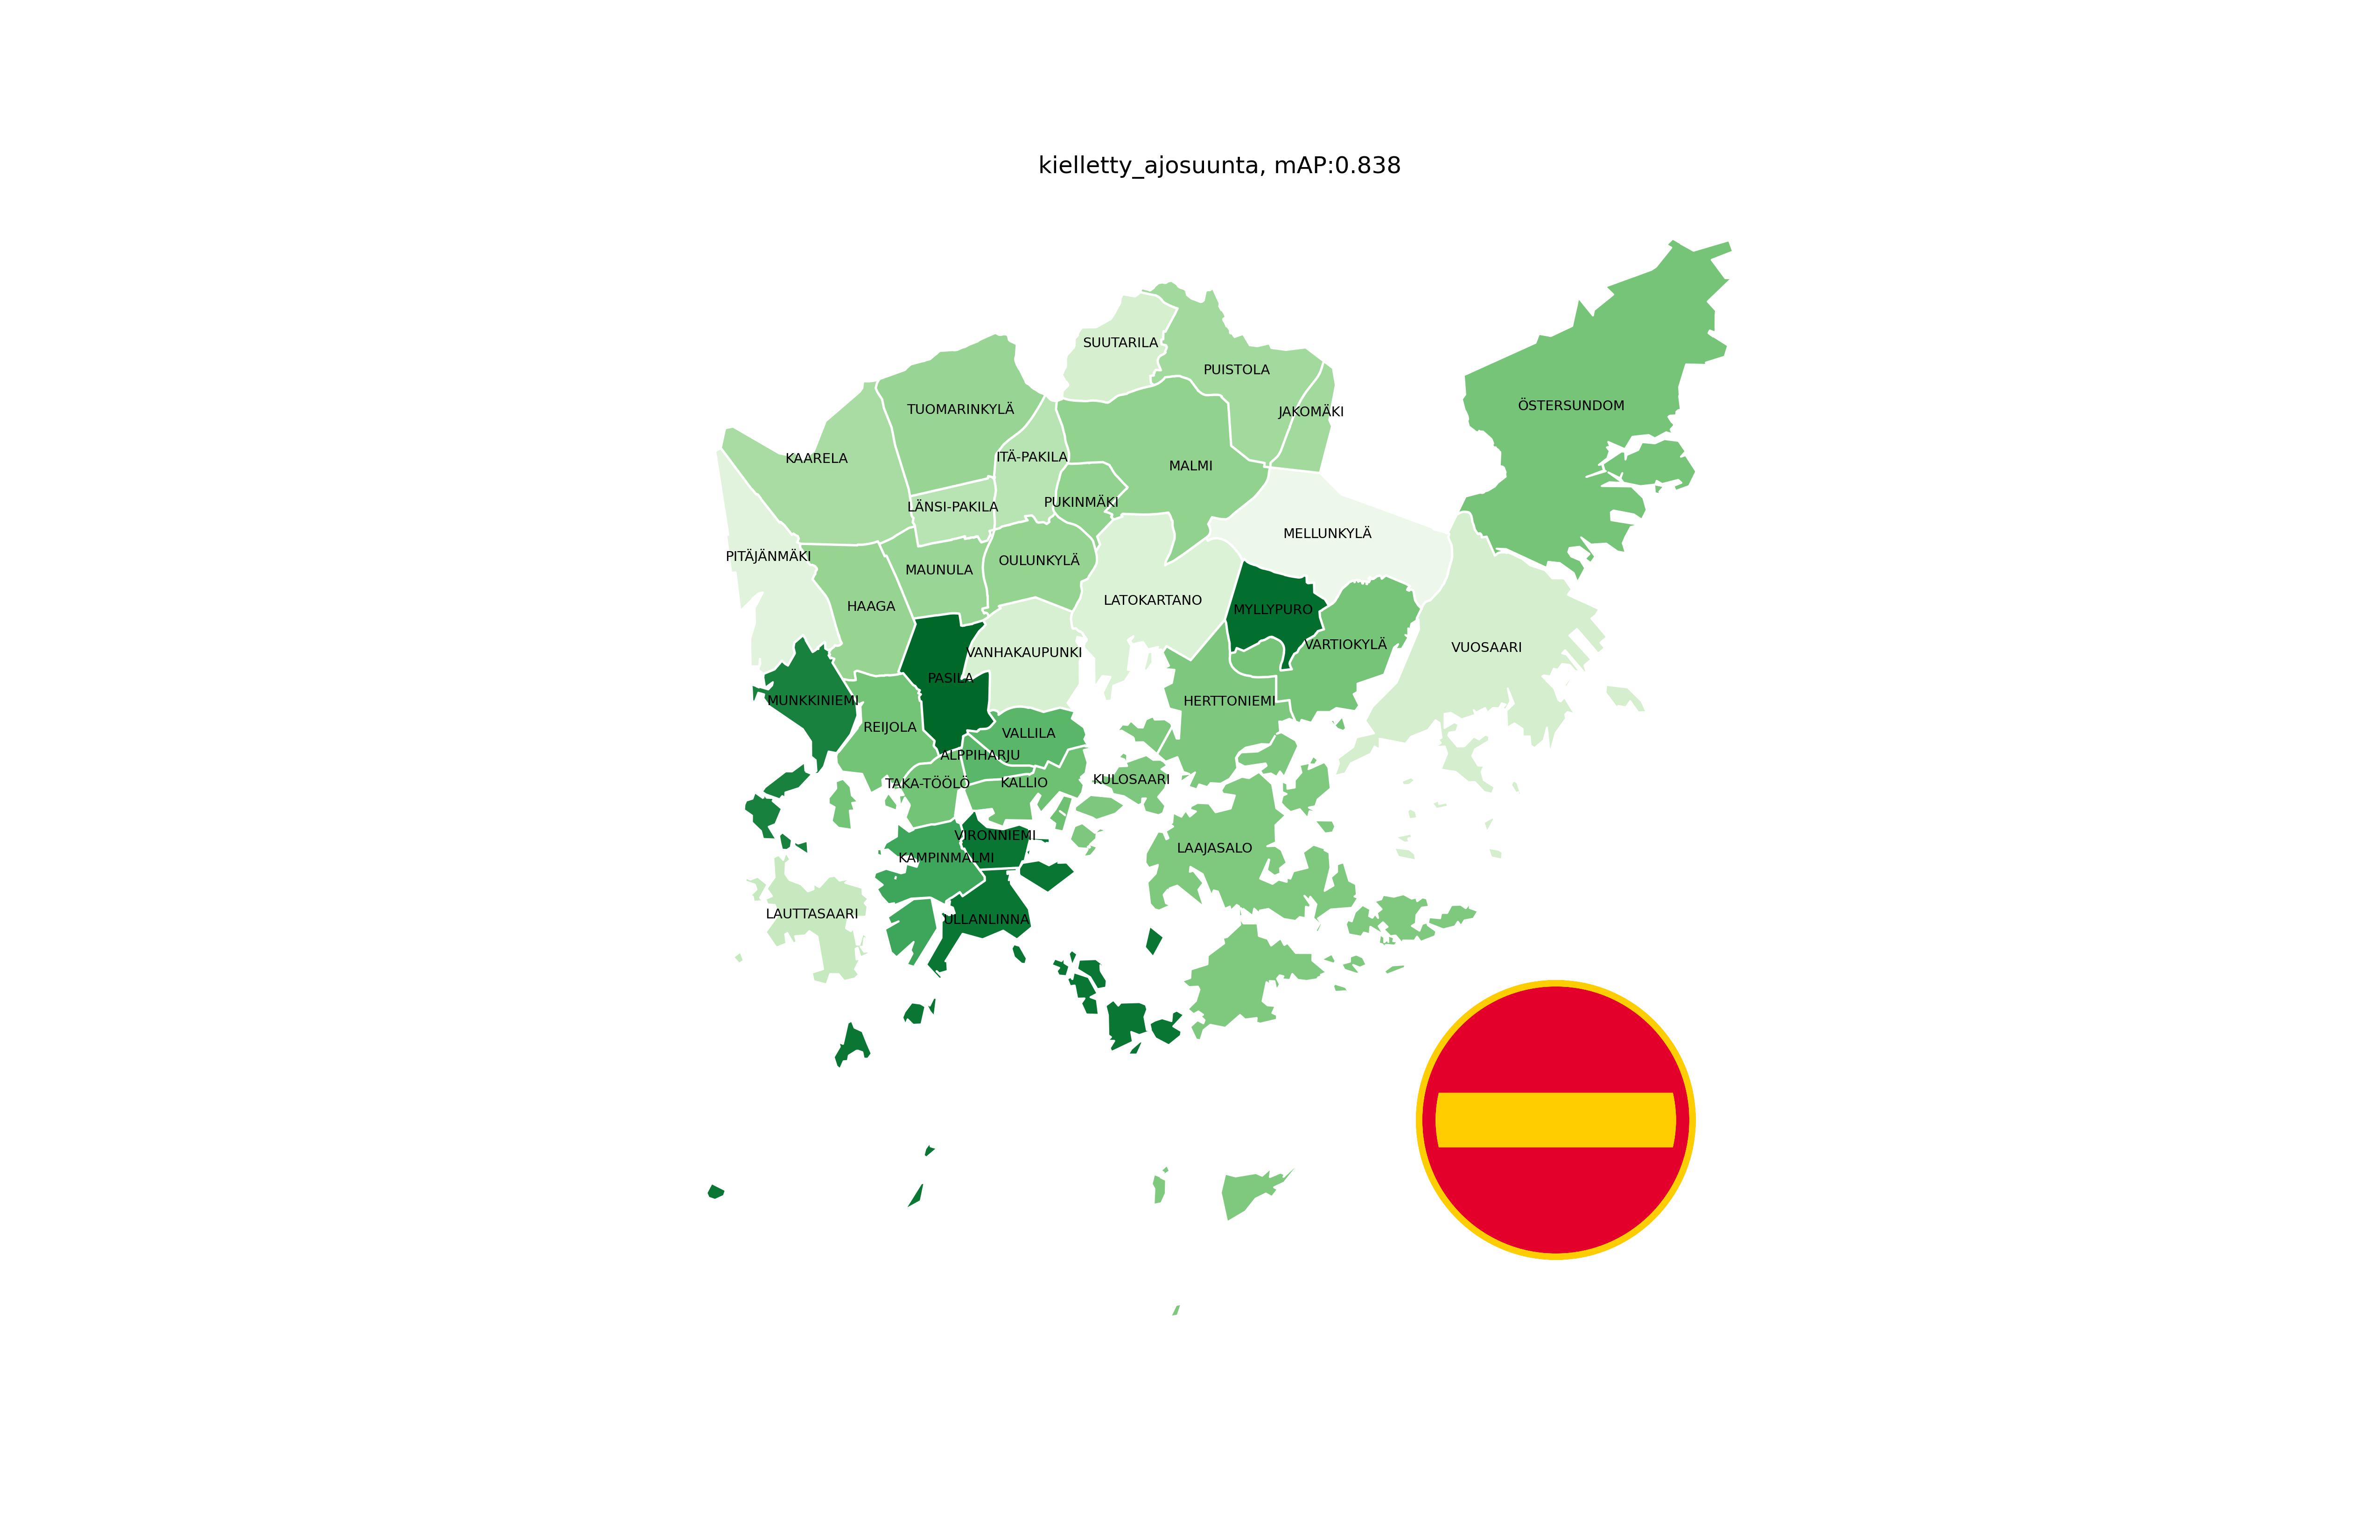 kielletty_ajosuunta, mAP:0.838
SUUTARILA
PUISTOLA
ÖSTERSUNDOM
TUOMARINKYLÄ
JAKOMÄKI
KAARELA
ITÄ-PAKILA
MALMI
PUKINMÄKI
LÄNSI-PAKILA
MELLUNKYLÄ
PITÄJÄNMÄKI
OULUNKYLÄ
MAUNULA
LATOKARTANO
HAAGA
MYLLYPURO
VARTIOKYLÄ
VUOSAARI
VANHAKAUPUNKI
PASILA
MUNKKINIEMI
HERTTONIEMI
REIJOLA
VALLILA
ALPPIHARJU
KULOSAARI
TAKA-TÖÖLÖ
KALLIO
VIRONNIEMI
LAAJASALO
KAMPINMALMI
LAUTTASAARI
ULLANLINNA